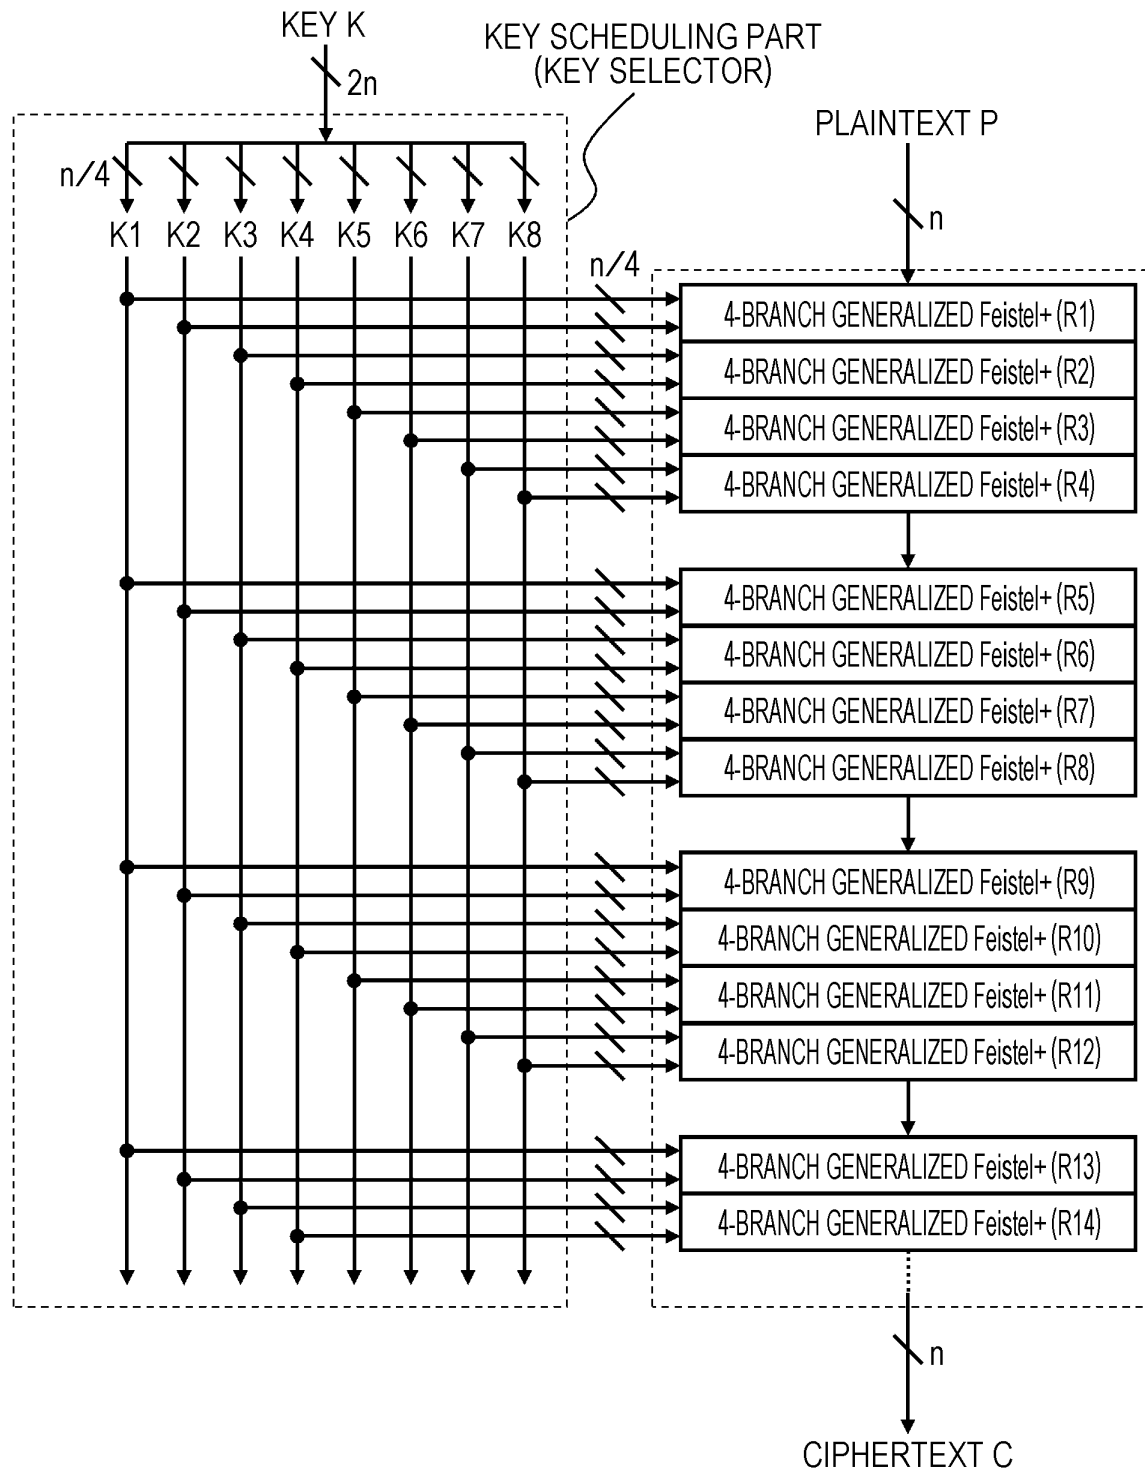 KEY K
2n
KEY SCHEDULING PART
(KEY SELECTOR)
PLAINTEXT P
n
n/4
K1 K2 K3 K4 K5 K6 K7 K8
n/4
4-BRANCH GENERALIZED Feistel+ (R1)
4-BRANCH GENERALIZED Feistel+ (R2)
4-BRANCH GENERALIZED Feistel+ (R3)
4-BRANCH GENERALIZED Feistel+ (R4)
4-BRANCH GENERALIZED Feistel+ (R5)
4-BRANCH GENERALIZED Feistel+ (R6)
4-BRANCH GENERALIZED Feistel+ (R7)
4-BRANCH GENERALIZED Feistel+ (R8)
4-BRANCH GENERALIZED Feistel+ (R9)
4-BRANCH GENERALIZED Feistel+ (R10)
4-BRANCH GENERALIZED Feistel+ (R11)
4-BRANCH GENERALIZED Feistel+ (R12)
4-BRANCH GENERALIZED Feistel+ (R13)
4-BRANCH GENERALIZED Feistel+ (R14)
n
CIPHERTEXT C